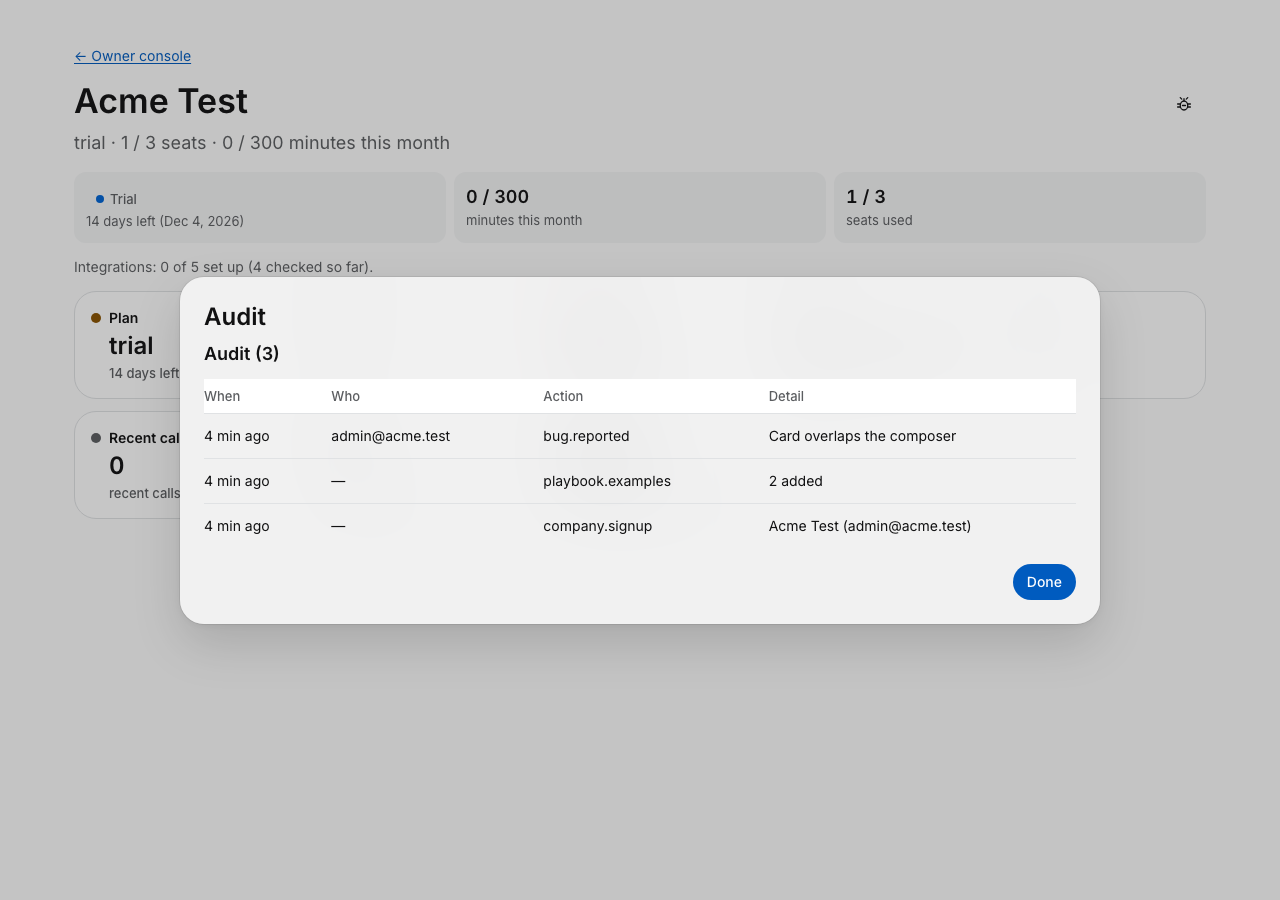 ← Owner console
Acme Test
trial · 1 / 3 seats · 0 / 300 minutes this month
Trial
14 days left (Dec 4, 2026)
0 / 300
minutes this month
1 / 3
seats used
Integrations: 0 of 5 set up (4 checked so far).
Plan
trial
14 days left
Recent cal
0
recent calls
Audit
Audit (3)
When Who Action Detail
4 min ago admin@acme.test bug.reported Card overlaps the composer
4 min ago — playbook.examples 2 added
4 min ago — company.signup Acme Test (admin@acme.test)
Done